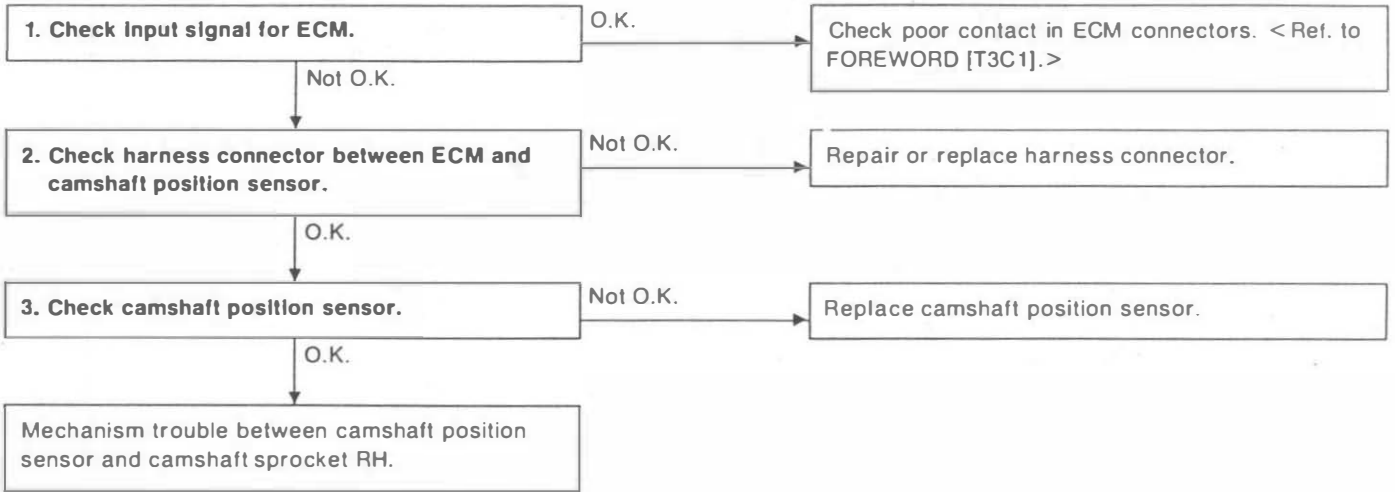 1. Check input signal for ECM.
O.K.
Check poor contact in ECM connectors. <Ref. to
FOREWORD [T3C1].>
Not O.K.
2. Check harness connector between ECM and
camshaft position sensor.
Not O.K.
Repair or replace harness connector.
O.K.
3. Check camshaft position sensor.
Not O.K.
Replace camshaft position sensor.
O.K.
Mechanism trouble between camshaft position
sensor and camshaft sprocket RH.